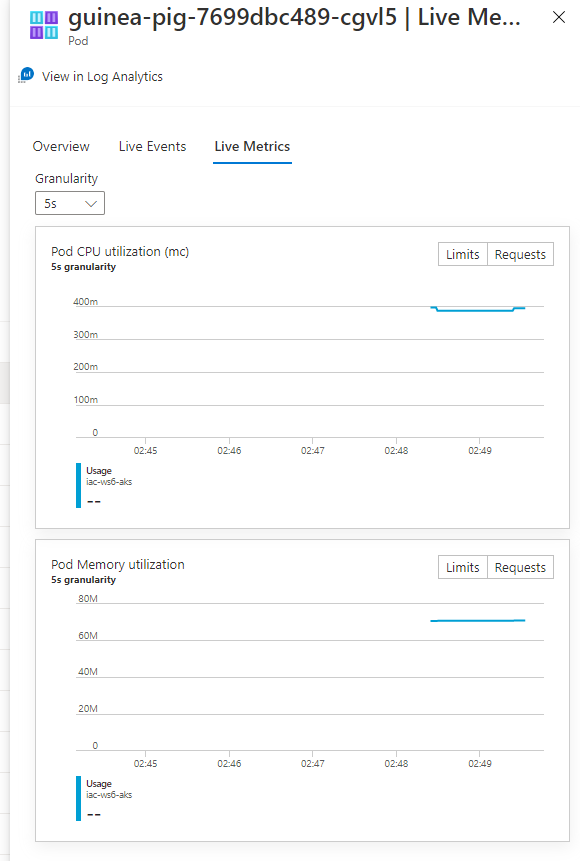 guinea-pig-7699dbc489-cgvl5 | Live Me...
Pod
View in Log Analytics
Overview Live Events Live Metrics
Granularity
5s
Pod CPU utilization (mc)
5s granularity
Limits Requests
400m
300m
200m
100m
0
02:45 02:46 02:47 02:48 02:49
Usage
iac-ws6-aks
--
Pod Memory utilization
5s granularity
Limits Requests
80M
60M
40M
20M
0
02:45 02:46 02:47 02:48 02:49
Usage
iac-ws6-aks
--